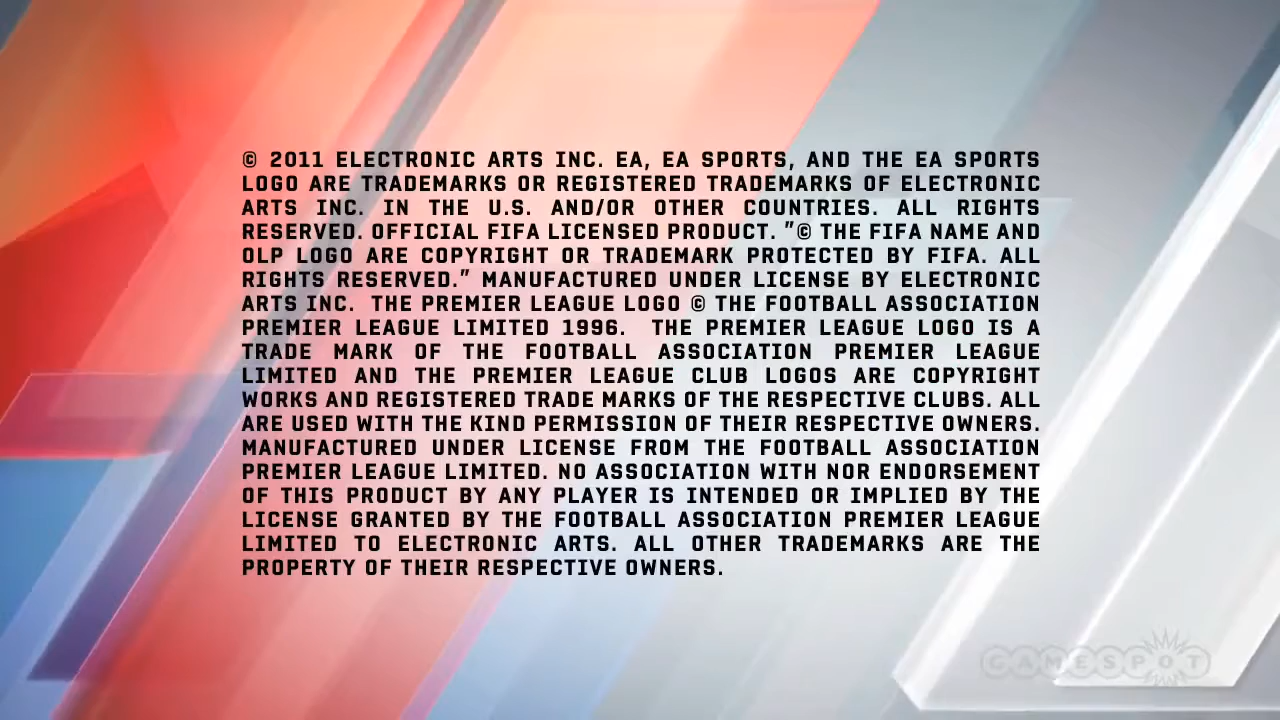 © 2011 ELECTRONIC ARTS INC. EA, EA SPORTS, AND THE EA SPORTS
LOGO ARE TRADEMARKS OR REGISTERED TRADEMARKS OF ELECTRONIC
ARTS INC. IN THE U.S. AND/OR OTHER COUNTRIES. ALL RIGHTS
RESERVED. OFFICIAL FIFA LICENSED PRODUCT. "© THE FIFA NAME AND
OLP LOGO ARE COPYRIGHT OR TRADEMARK PROTECTED BY FIFA. ALL
RIGHTS RESERVED." MANUFACTURED UNDER LICENSE BY ELECTRONIC
ARTS INC. THE PREMIER LEAGUE LOGO © THE FOOTBALL ASSOCIATION
PREMIER LEAGUE LIMITED 1996. THE PREMIER LEAGUE LOGO IS A
TRADE MARK OF THE FOOTBALL ASSOCIATION PREMIER LEAGUE
LIMITED AND THE PREMIER LEAGUE CLUB LOGOS ARE COPYRIGHT
WORKS AND REGISTERED TRADE MARKS OF THE RESPECTIVE CLUBS. ALL
ARE USED WITH THE KIND PERMISSION OF THEIR RESPECTIVE OWNERS.
MANUFACTURED UNDER LICENSE FROM THE FOOTBALL ASSOCIATION
PREMIER LEAGUE LIMITED. NO ASSOCIATION WITH NOR ENDORSEMENT
OF THIS PRODUCT BY ANY PLAYER IS INTENDED OR IMPLIED BY THE
LICENSE GRANTED BY THE FOOTBALL ASSOCIATION PREMIER LEAGUE
LIMITED TO ELECTRONIC ARTS. ALL OTHER TRADEMARKS ARE THE
PROPERTY OF THEIR RESPECTIVE OWNERS.
GAMESPOT